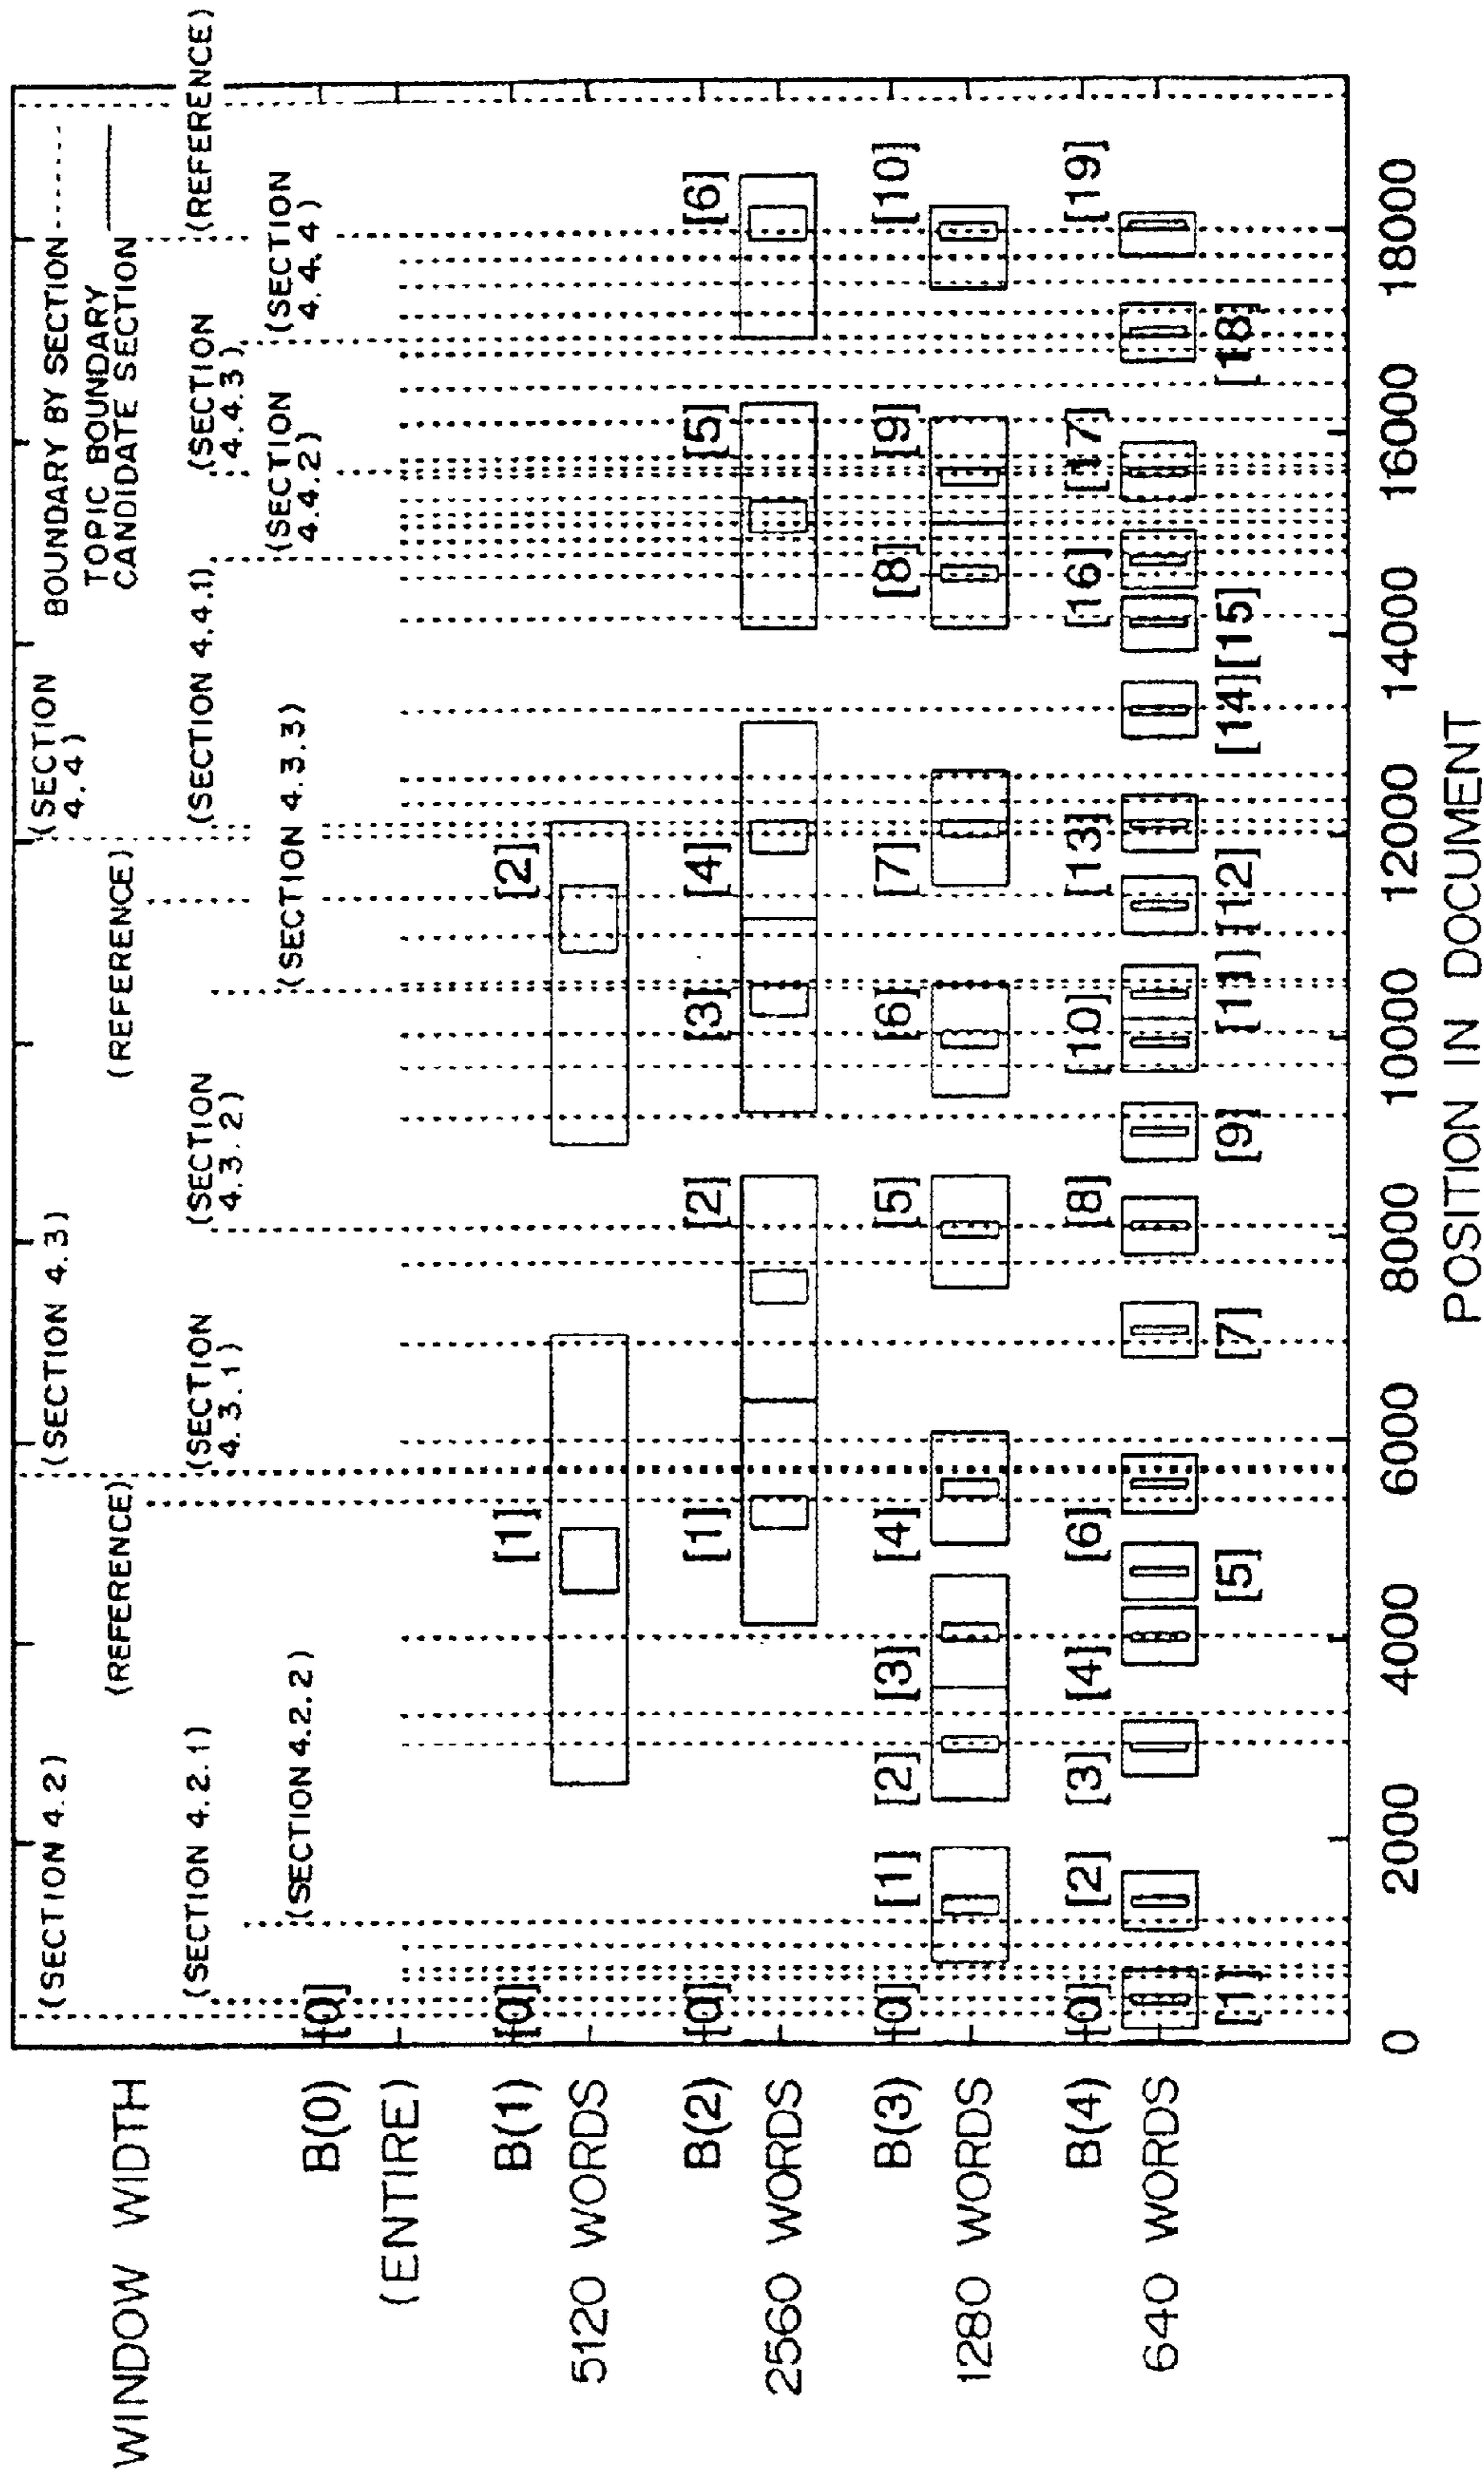 WINDOW WIDTH
BOUNDARY BY SECTION
TOPIC BOUNDARY
CANDIDATE SECTION
(SECTION 4.2)
(SECTION 4.3)
(SECTION
4.4)
(REFERENCE)
(REFERENCE)
(SECTION 4.2.1)
(SECTION
4.3.1)
(SECTION
4.3.2)
(SECTION 4.4.1)
(SECTION
4.4.3)
(REFERENCE)
(SECTION 4.2.2)
(SECTION 4.3.3)
(SECTION
4.4.2)
(SECTION
4.4.4)
B(0) [0]
(ENTIRE)
B(1) [0] [1] [2]
5120 WORDS
B(2) [0] [1] [2] [3] [4] [5] [6]
2560 WORDS
B(3) [0] [1] [2] [3] [4] [5] [6] [7] [8] [9] [10]
1280 WORDS
B(4) [0] [2] [3] [4] [6] [8] [10] [13] [16] [17] [19]
640 WORDS
[1] [5] [7] [9] [11] [12] [14] [15] [18]
0 2000 4000 6000 8000 10000 12000 14000 16000 18000
POSITION IN DOCUMENT